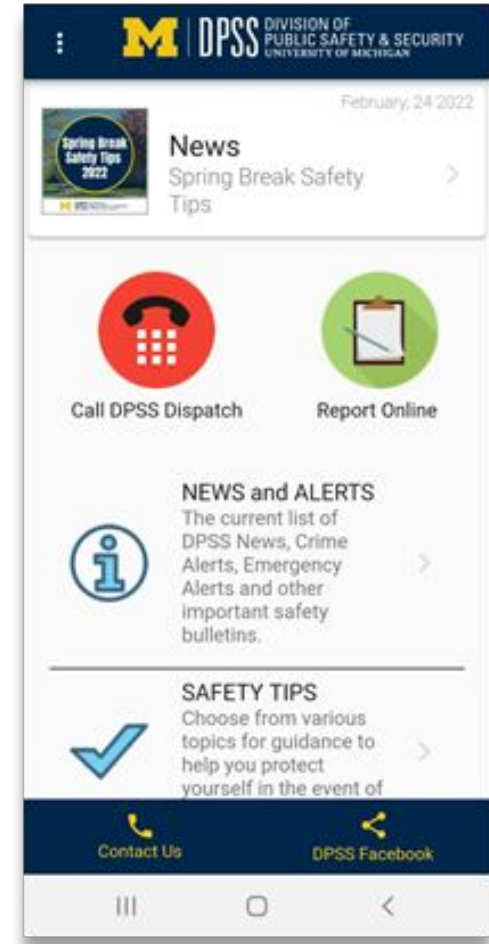 M DPSS DIVISION OF
PUBLIC SAFETY & SECURITY
UNIVERSITY OF MICHIGAN
February, 24 2022
Spring Break
Safety Tips
2022
News
Spring Break Safety
Tips
Call DPSS Dispatch
Report Online
NEWS and ALERTS
The current list of
DPSS News, Crime
Alerts, Emergency
Alerts and other
important safety
bulletins.
SAFETY TIPS
Choose from various
topics for guidance to
help you protect
yourself in the event of
Contact Us
DPSS Facebook